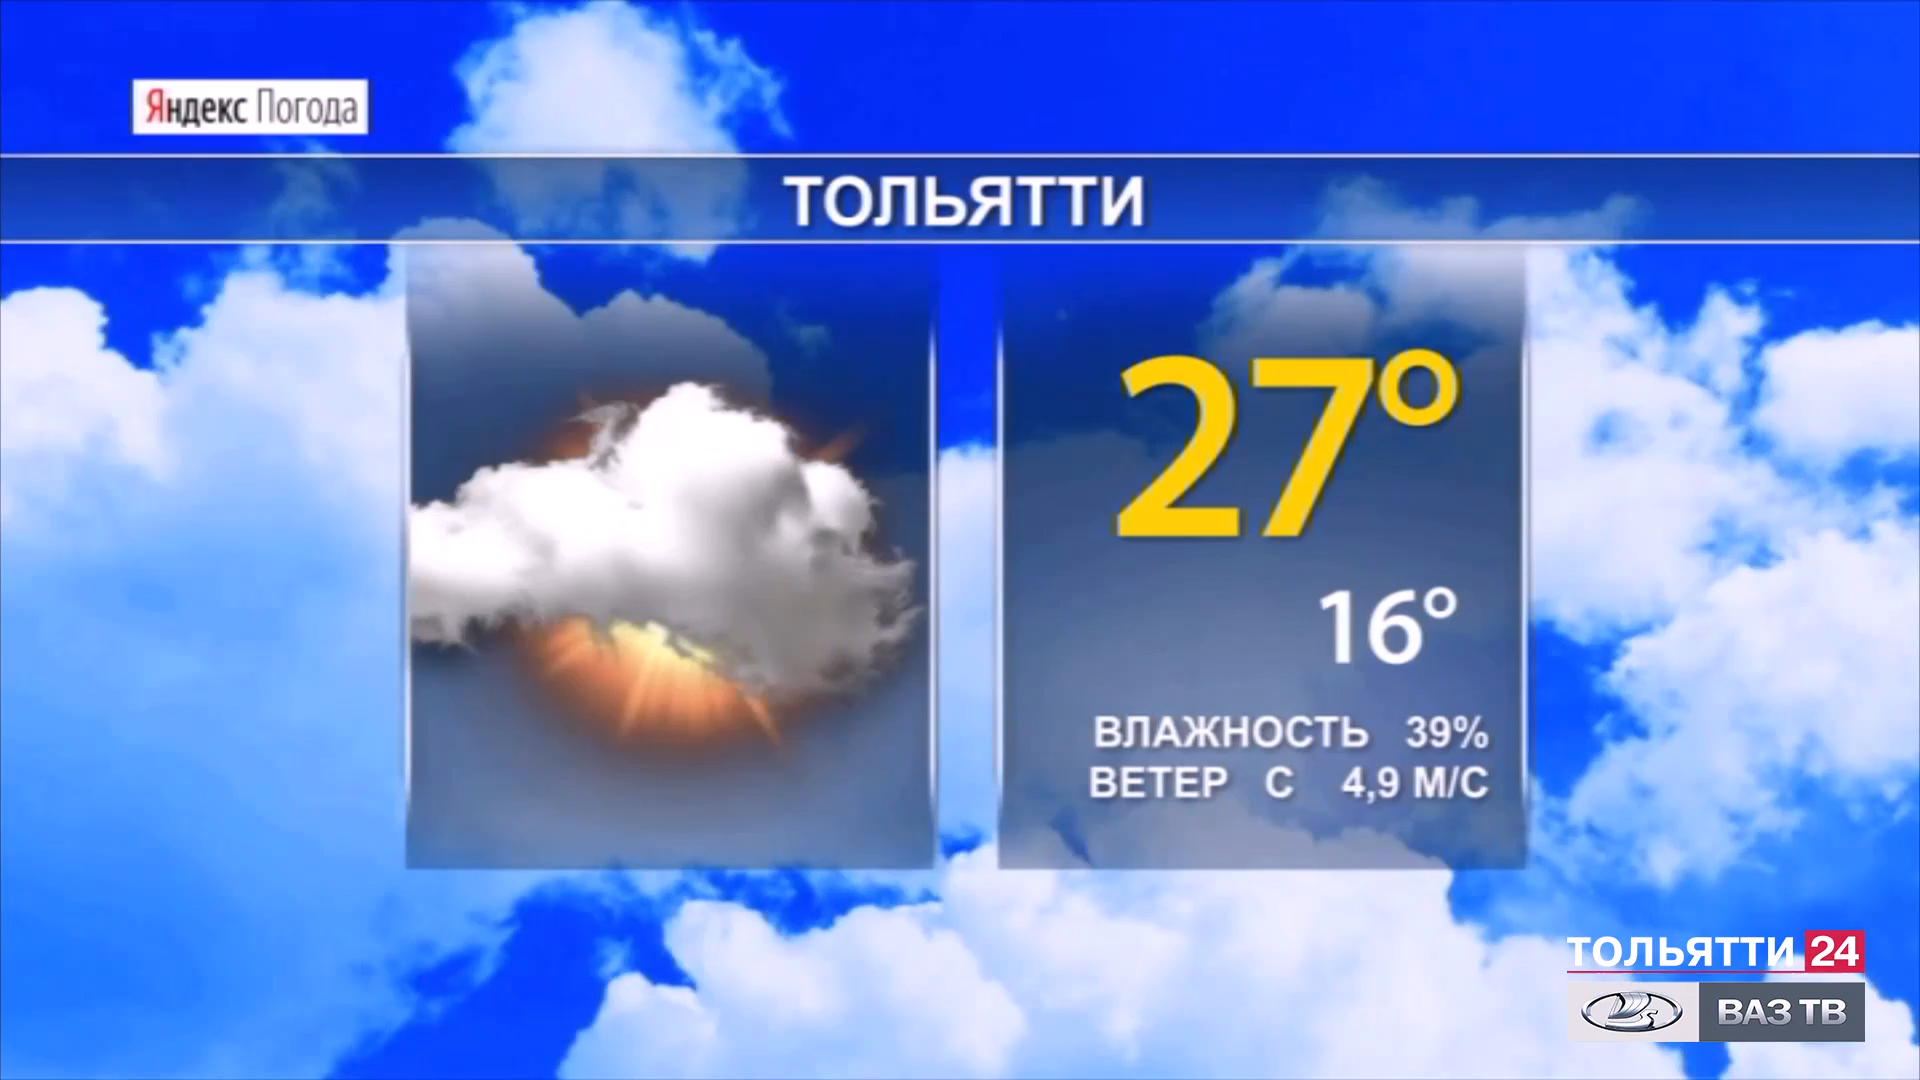 Яндекс Погода
ТОЛЬЯТТИ
27°
16°
ВЛАЖНОСТЬ 39%
ВЕТЕР С 4,9 М/С
ТОЛЬЯТТИ 24
ВАЗ ТВ